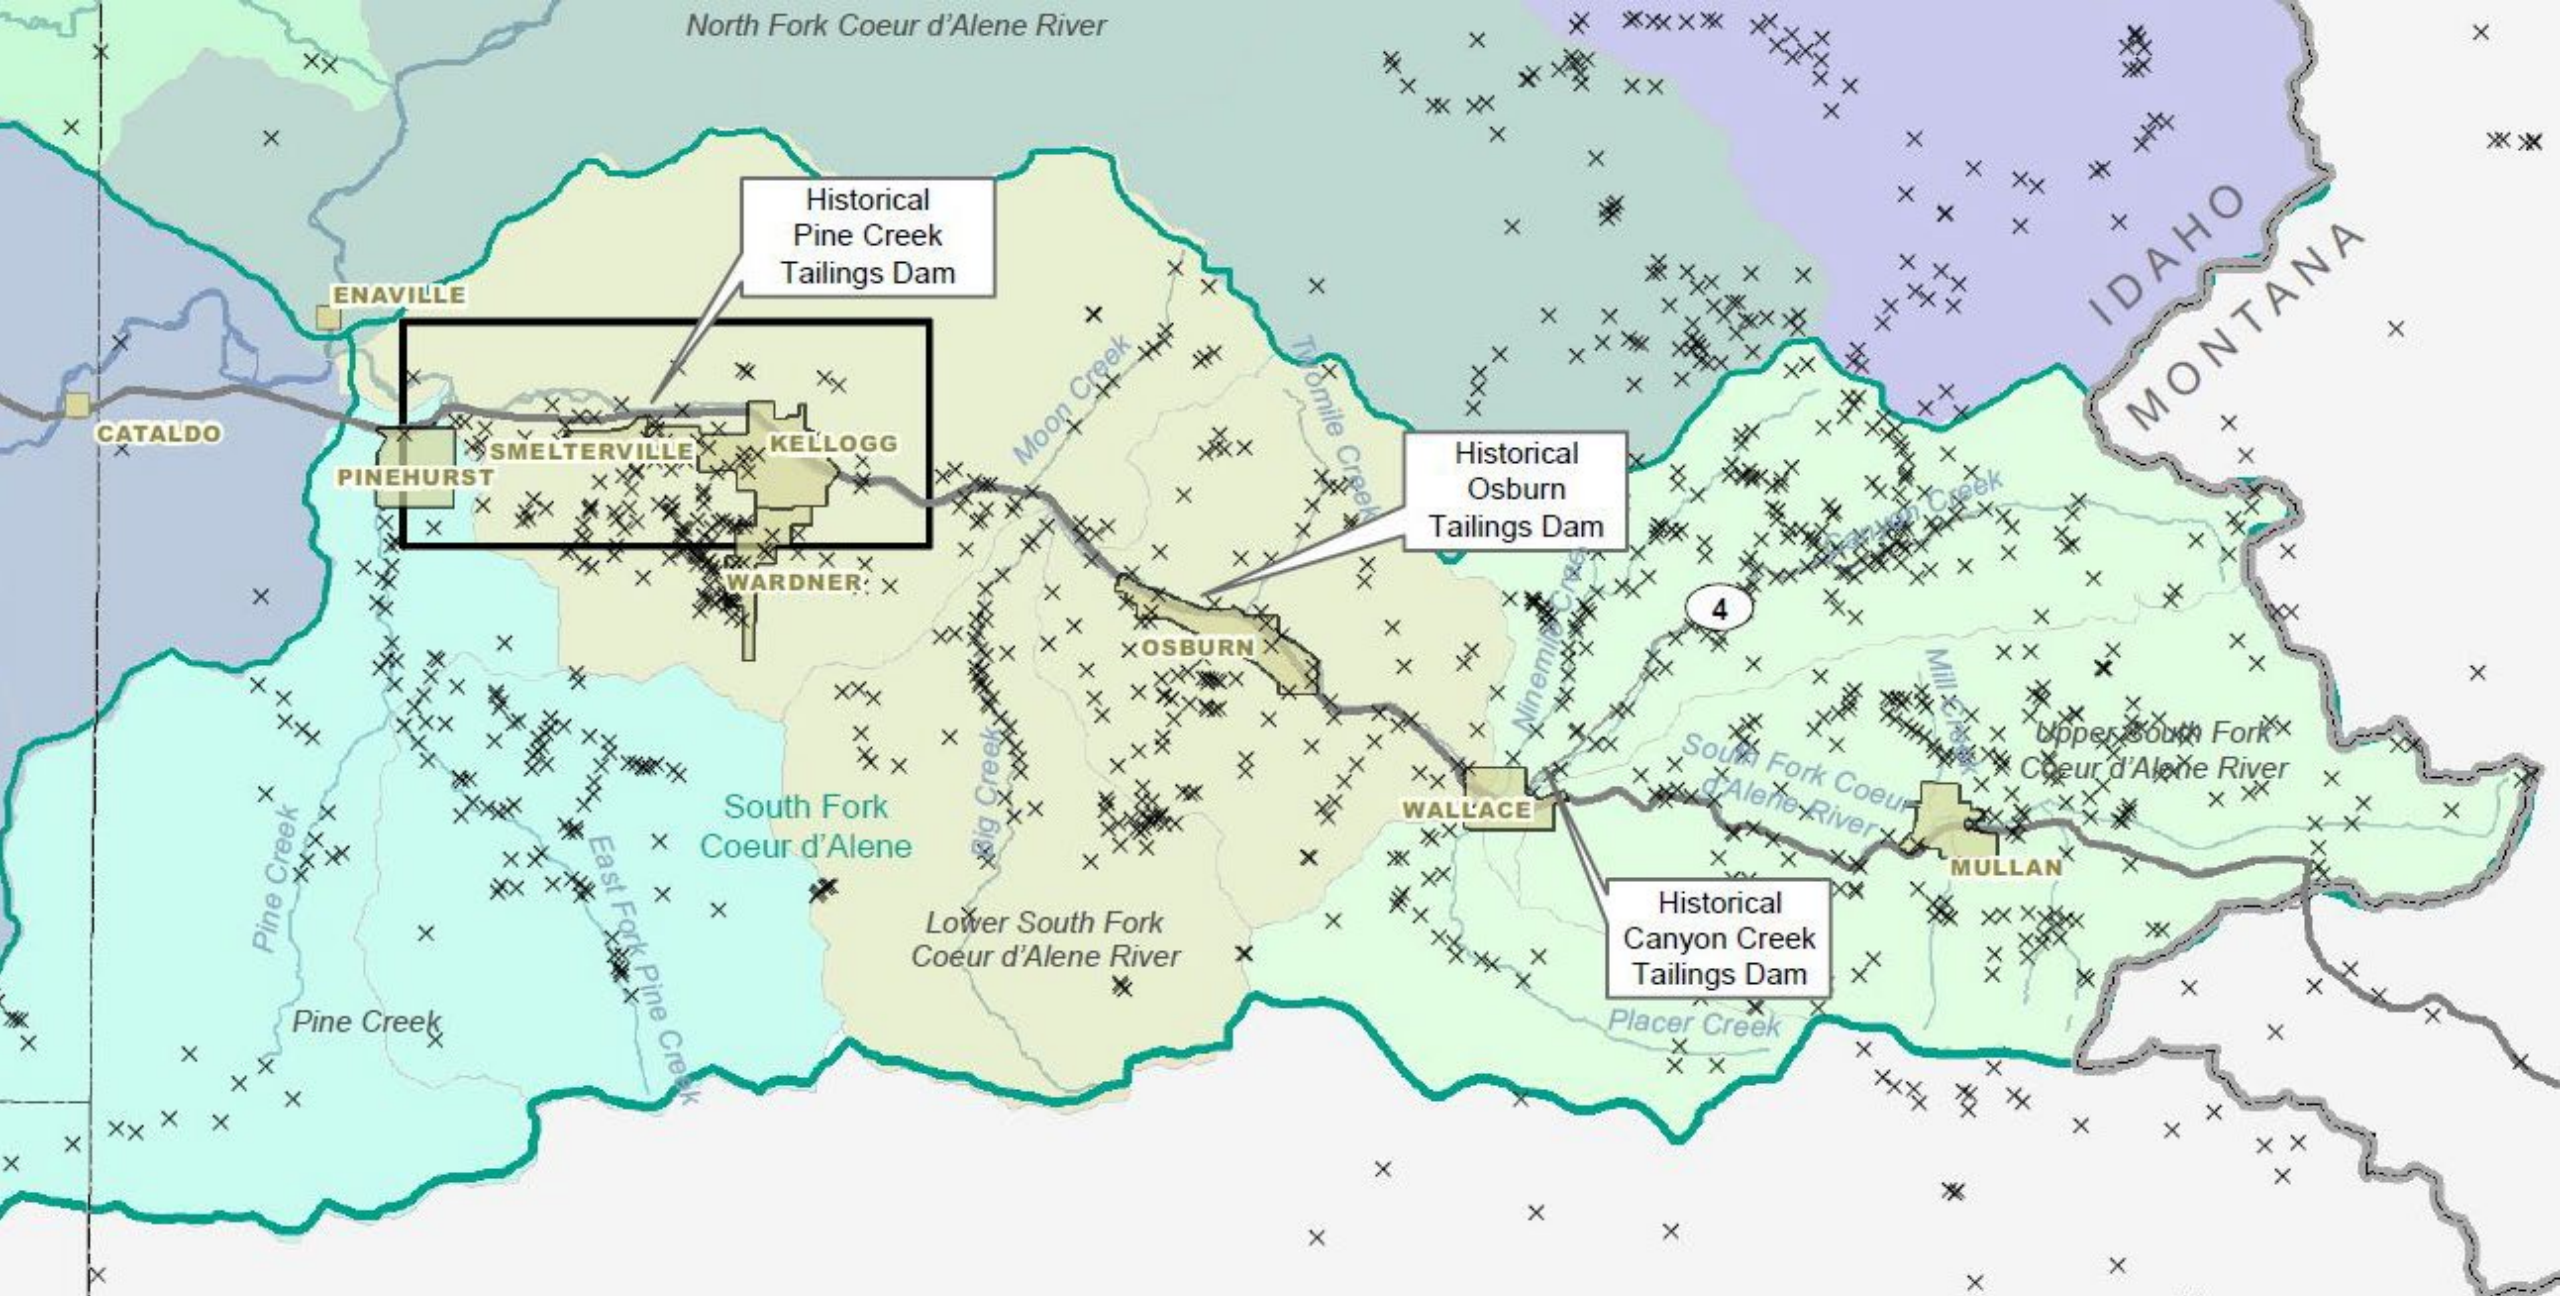 North Fork Coeur d'Alene River
Historical
Pine Creek
Tailings Dam
IDAHO
MONTANA
ENAVILLE
Moon Creek
Twomile Creek
CATALDO
PINEHURST
SMELTERVILLE
KELLOGG
Historical
Osburn
Tailings Dam
Canyon Creek
WARDNER
4
OSBURN
Ninemile Creek
Mill Creek
Upper South Fork
Coeur d'Alene River
South Fork Coeur
d'Alene River
Big Creek
South Fork
Coeur d'Alene
WALLACE
MULLAN
Pine Creek
East Fork Pine Creek
Lower South Fork
Coeur d'Alene River
Historical
Canyon Creek
Tailings Dam
Pine Creek
Placer Creek